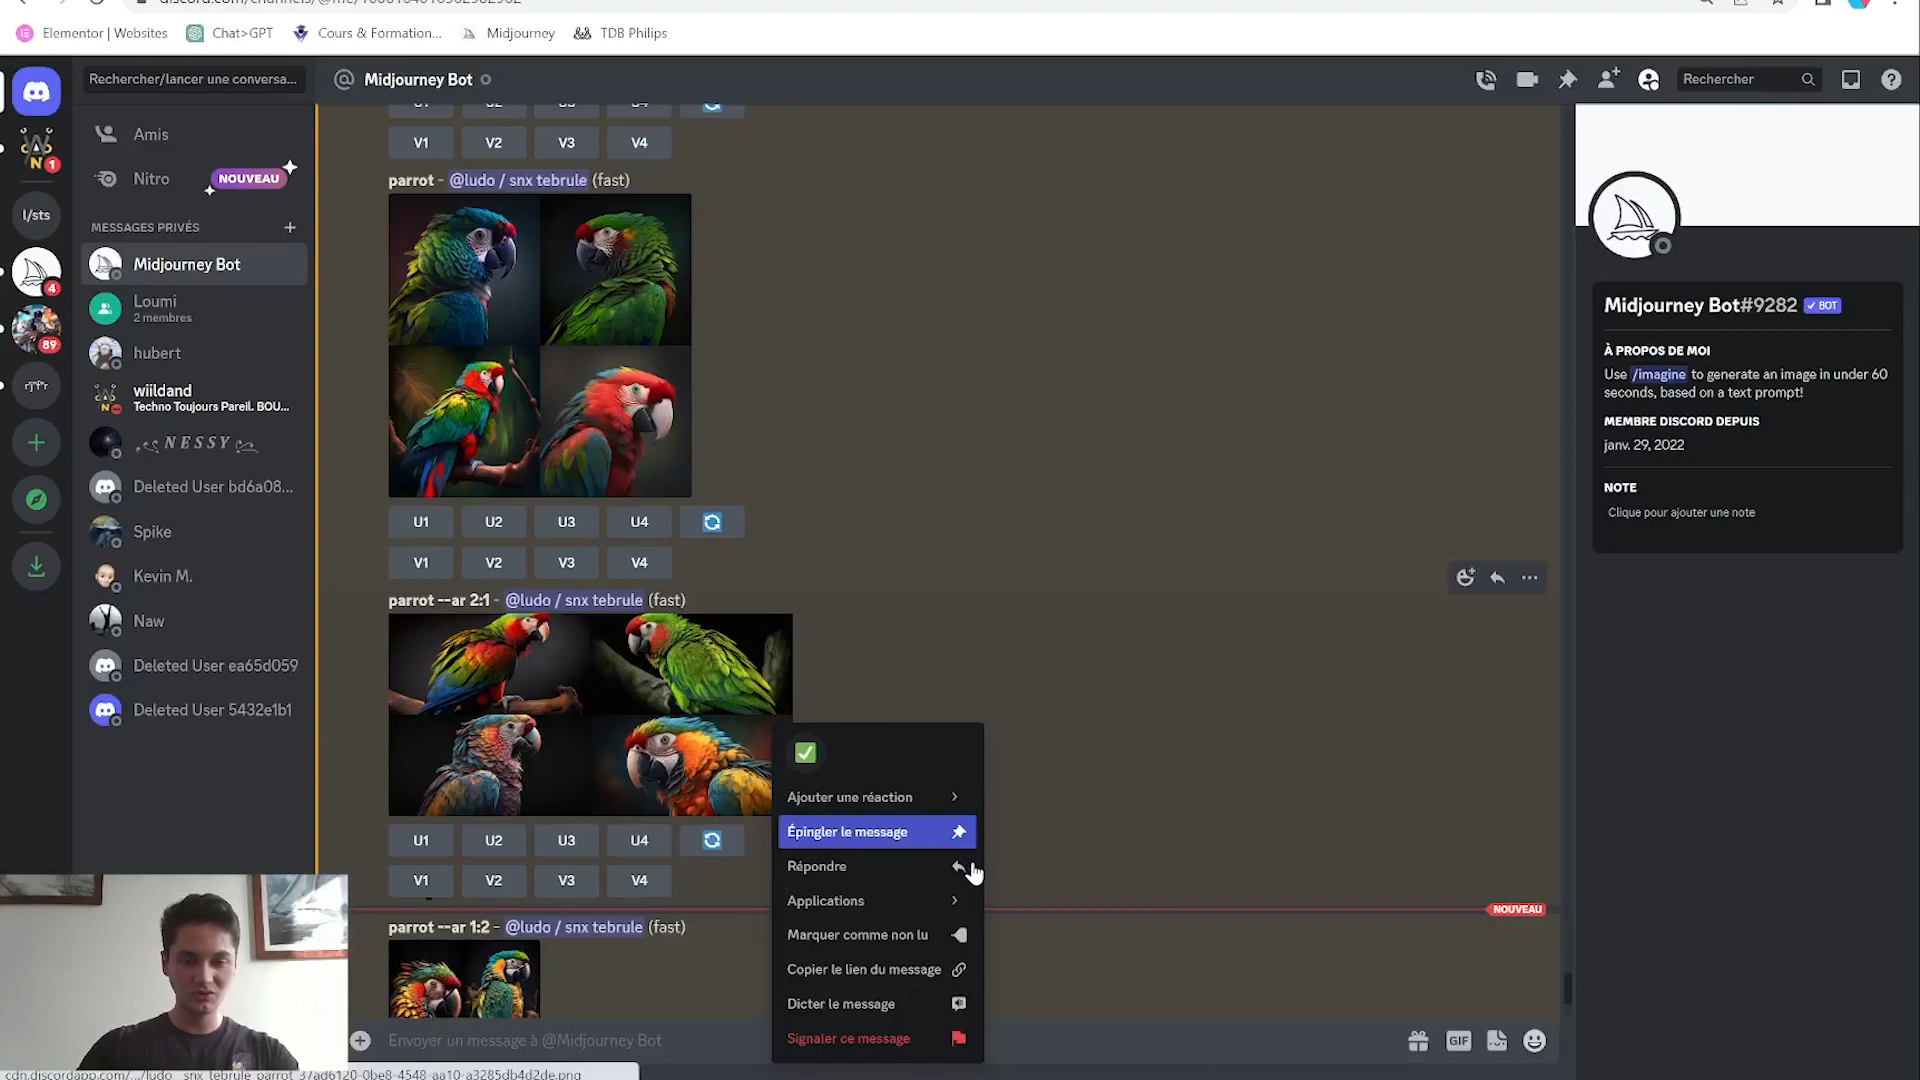 Elementor | Websites
Chat>GPT
Cours & Formation...
Midjourney
TDB Philips
Rechercher/lancer une conversa...
Midjourney Bot
Rechercher
Amis
Nitro
NOUVEAU
1
l/sts
MESSAGES PRIVÉS
Midjourney Bot
4
Loumi
2 membres
89
hubert
wiildand
Techno Toujours Pareil. BOU...
NESSY
Deleted User bd6a08...
Spike
Kevin M.
Naw
Deleted User ea65d059
Deleted User 5432e1b1
V1 V2 V3 V4
parrot - @ludo / snx tebrule (fast)
U1 U2 U3 U4
V1 V2 V3 V4
parrot --ar 2:1 - @ludo / snx tebrule (fast)
U1 U2 U3 U4
V1 V2 V3 V4
NOUVEAU
parrot --ar 1:2 - @ludo / snx tebrule (fast)
Ajouter une réaction
Épingler le message
Répondre
Applications
Marquer comme non lu
Copier le lien du message
Dicter le message
Signaler ce message
Envoyer un message à @Midjourney Bot
GIF
Midjourney Bot#9282 BOT
À PROPOS DE MOI
Use /imagine to generate an image in under 60
seconds, based on a text prompt!
MEMBRE DISCORD DEPUIS
janv. 29, 2022
NOTE
Clique pour ajouter une note